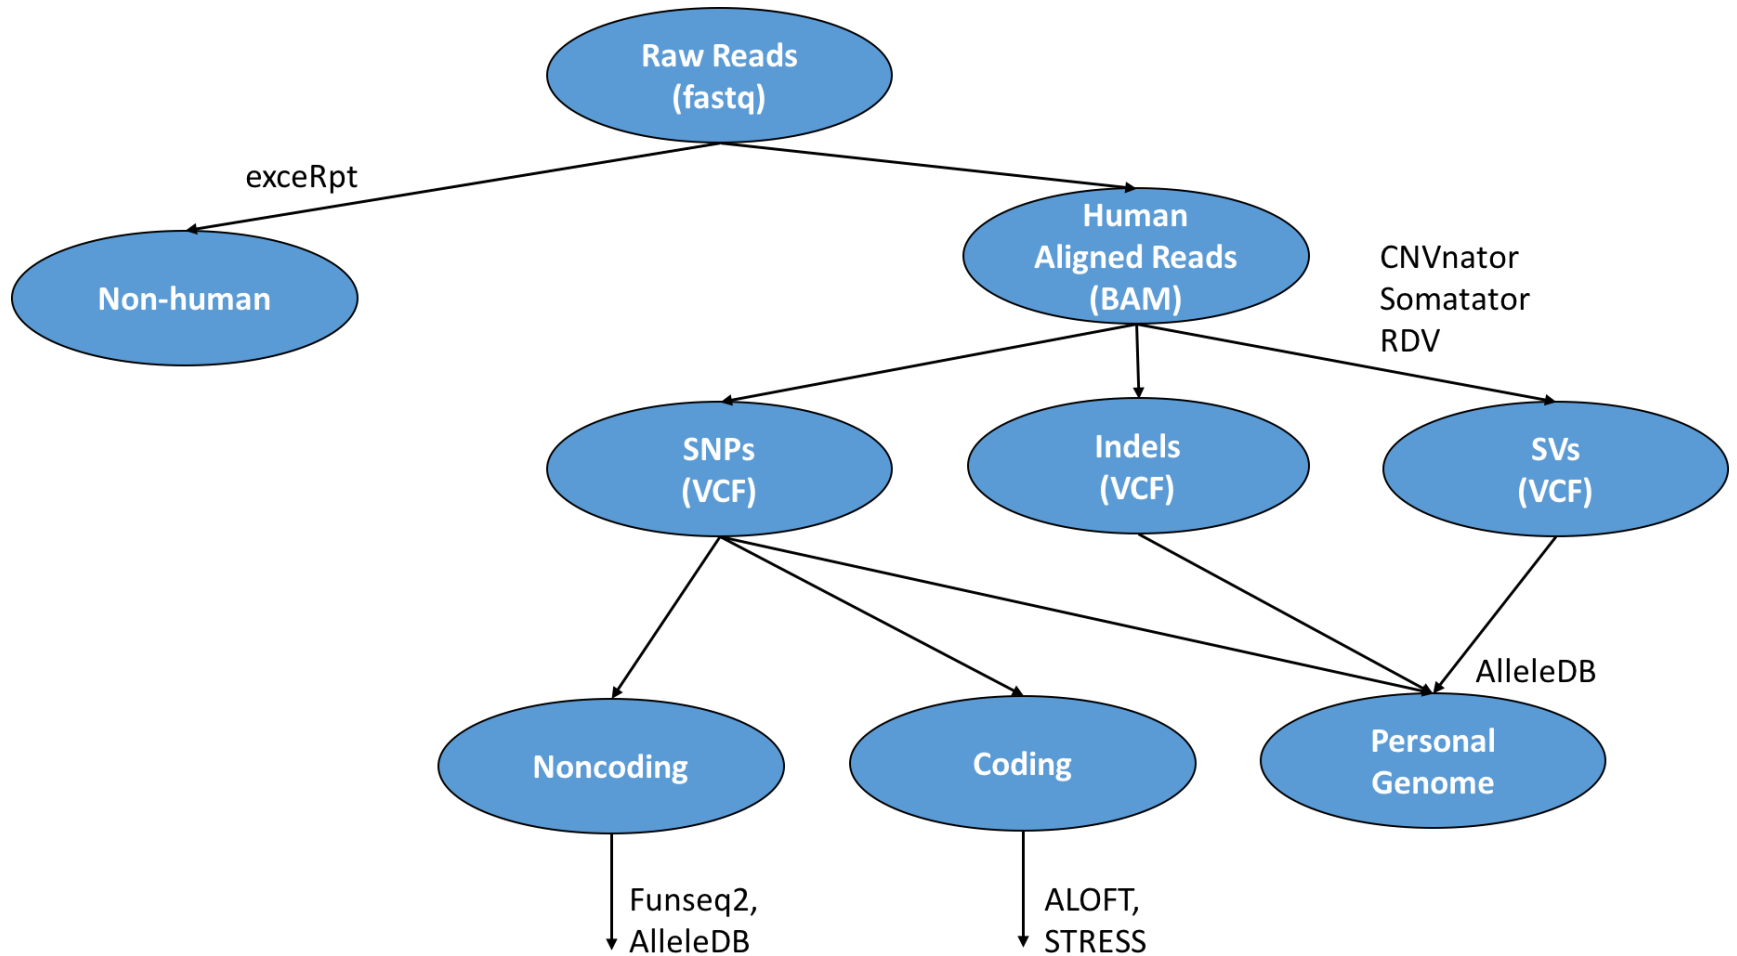 Raw Reads
(fastq)
exceRpt
Human
Aligned Reads
(BAM)
Non-human
CNVnator
Somatator
RDV
SNPs
(VCF)
Indels
(VCF)
SVs
(VCF)
AlleleDB
Noncoding
Coding
Personal
Genome
Funseq2,
AlleleDB
ALOFT,
STRESS